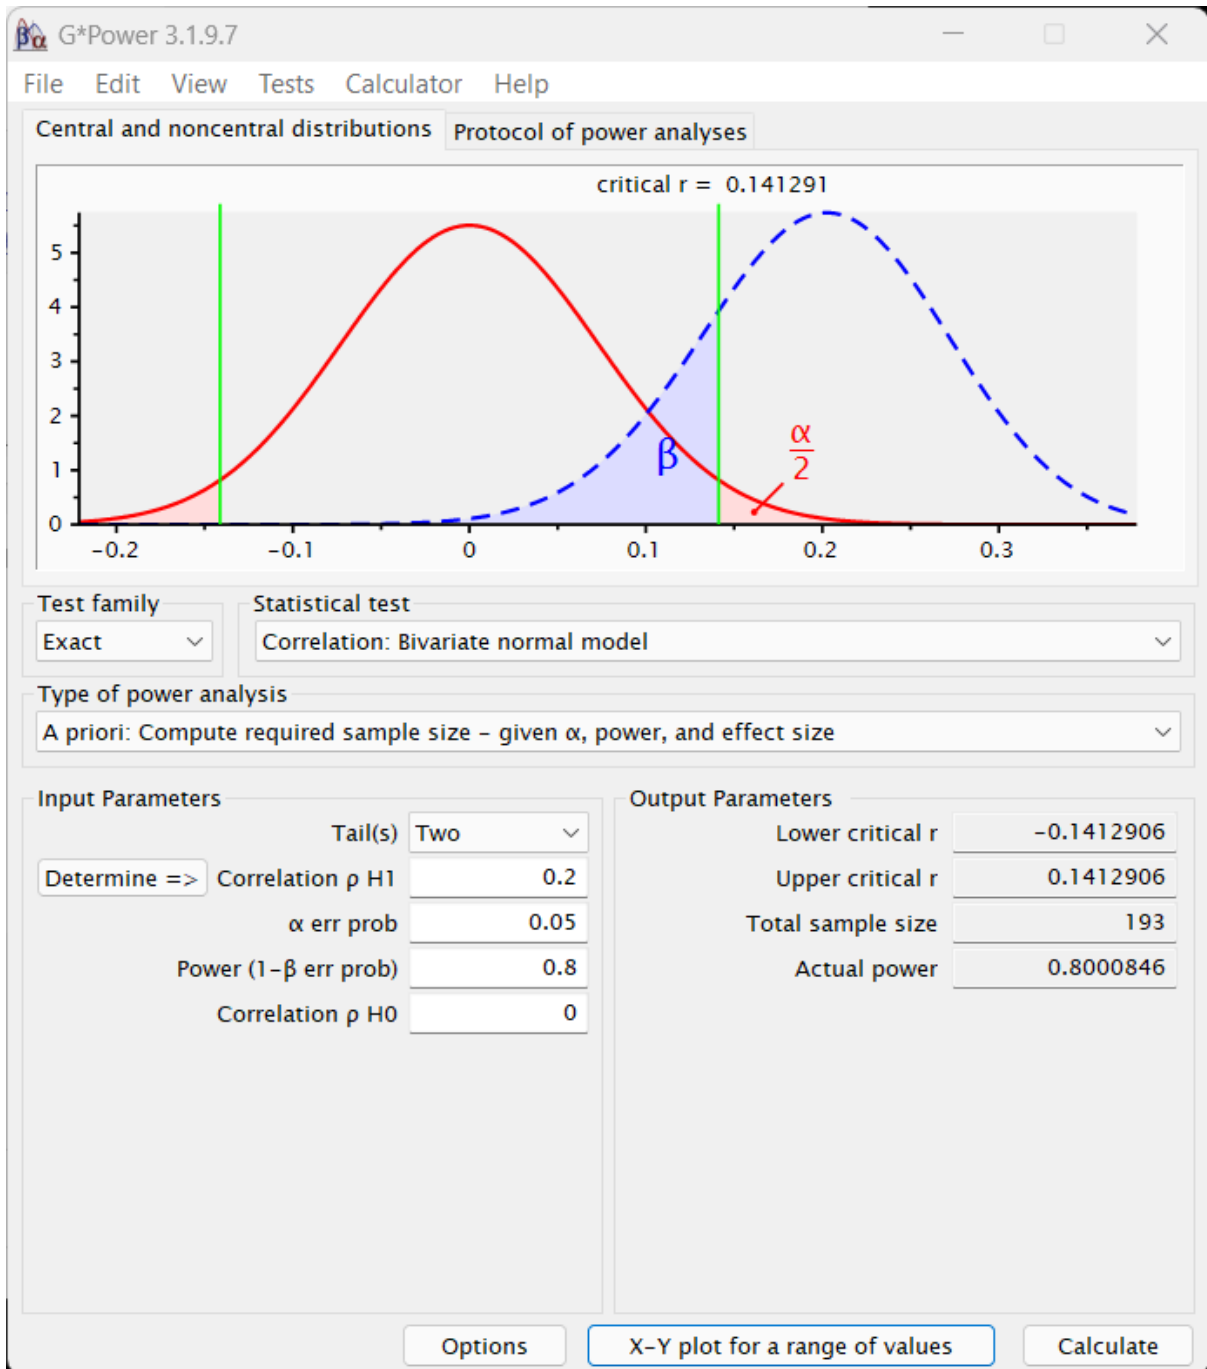 G*Power 3.1.9.7
File Edit View Tests Calculator Help
Central and noncentral distributions Protocol of power analyses
critical r = 0.141291
5
4
3
2
1
0
β
α
2
-0.2 -0.1 0 0.1 0.2 0.3
Test family Statistical test
Exact Correlation: Bivariate normal model
Type of power analysis
A priori: Compute required sample size – given α, power, and effect size
Input Parameters
Tail(s) Two
Determine => Correlation ρ H1 0.2
α err prob 0.05
Power (1-β err prob) 0.8
Correlation ρ H0 0
Output Parameters
Lower critical r -0.1412906
Upper critical r 0.1412906
Total sample size 193
Actual power 0.8000846
Options X-Y plot for a range of values Calculate